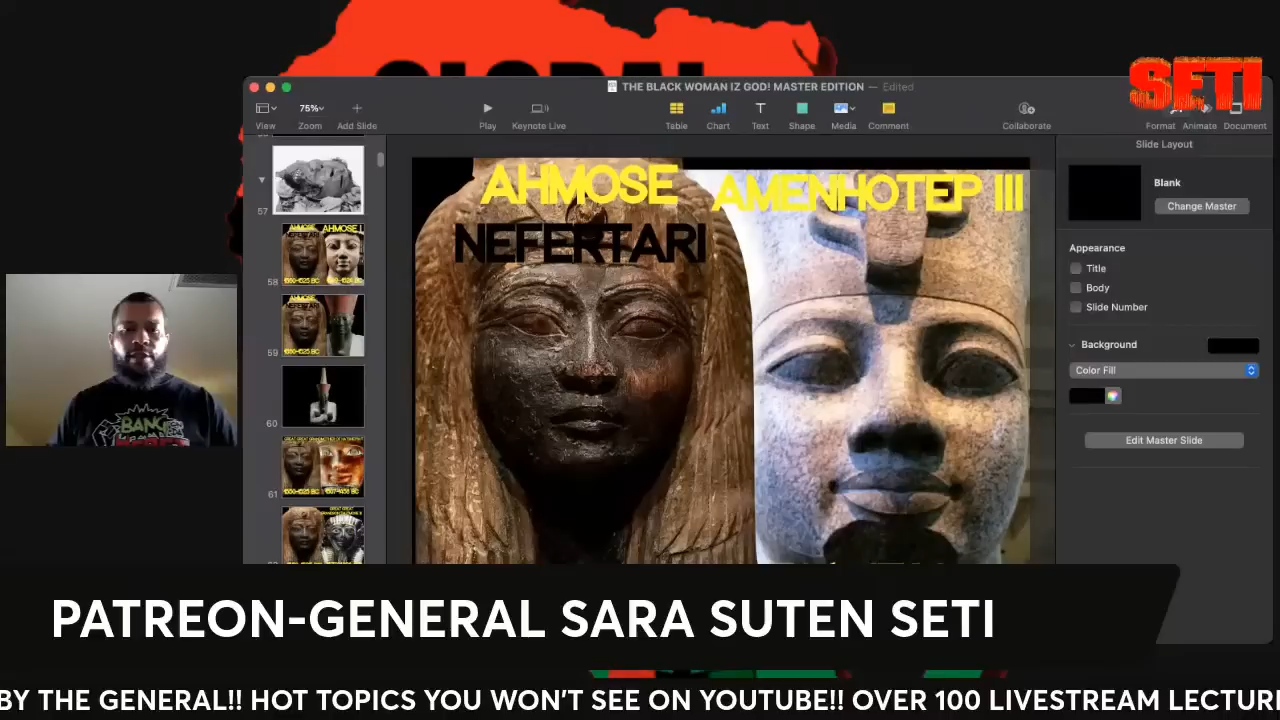 GLOBAL
SETI
THE BLACK WOMAN IZ GOD! MASTER EDITION — Edited
75%
View
Zoom
Add Slide
Play
Keynote Live
Table
Chart
Text
Shape
Media
Comment
Collaborate
Format
Animate
Document
57
58
59
60
61
AHMOSE
NEFERTARI
AMENHOTEP III
Slide Layout
Blank
Change Master
Appearance
Title
Body
Slide Number
Background
Color Fill
Edit Master Slide
PATREON-GENERAL SARA SUTEN SETI
BY THE GENERAL!! HOT TOPICS YOU WON'T SEE ON YOUTUBE!! OVER 100 LIVESTREAM LECTUR